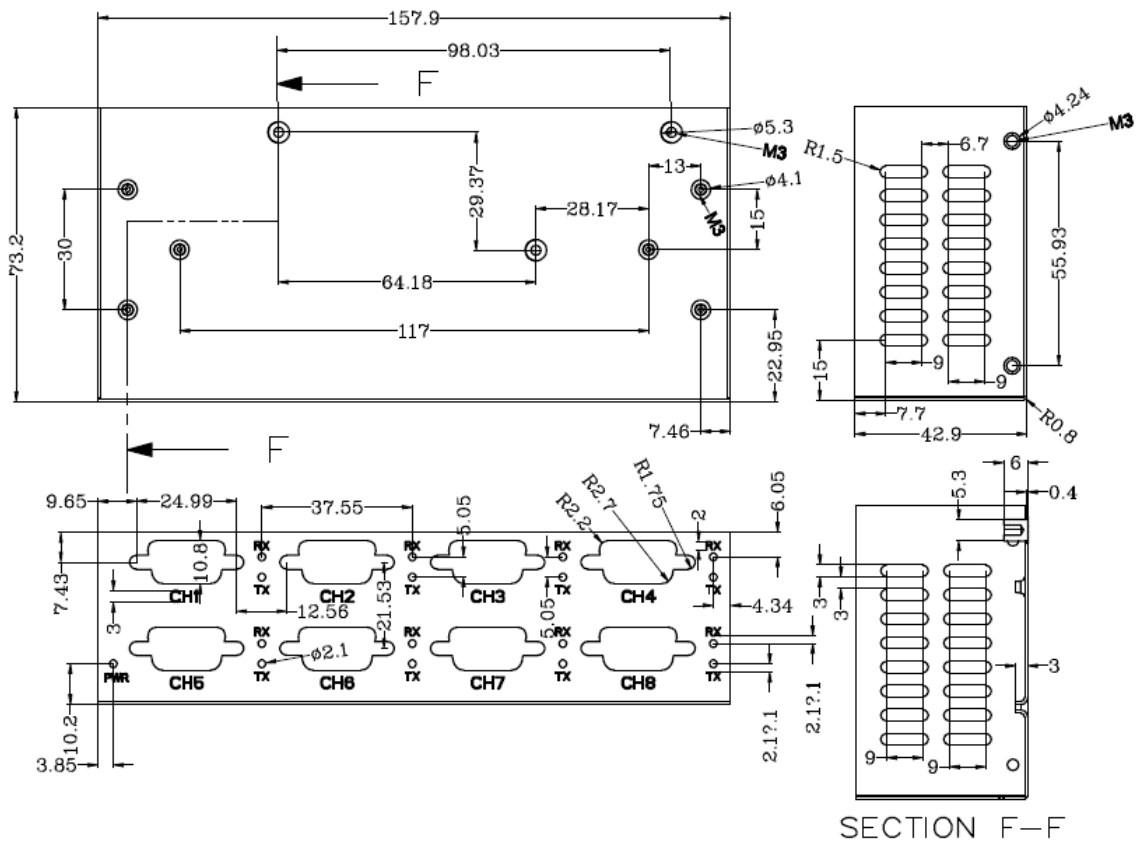 157.9
98.03
F
ø5.3
M3
13
ø4.1
M3
29.37
28.17
15
73.2
30
64.18
117
22.95
7.46
F
ø4.24
M3
R1.5
6.7
55.93
15
9
9
7.7
42.9
R0.8
9.65
24.99
37.55
5.05
R2.2
R2.7
R1.75
2
6.05
7.43
10.8
RX
RX
RX
TX
TX
TX
TX
CH1
CH2
CH3
CH4
3
12.56
21.53
5.05
4.34
RX
RX
RX
RX
RX
ø2.1
PWR
TX
TX
TX
TX
CH5
CH6
CH7
CH8
10.2
3.85
2.1?.1
2.1?.1
6
5.3
0.4
3
3
3
9
9
SECTION F–F